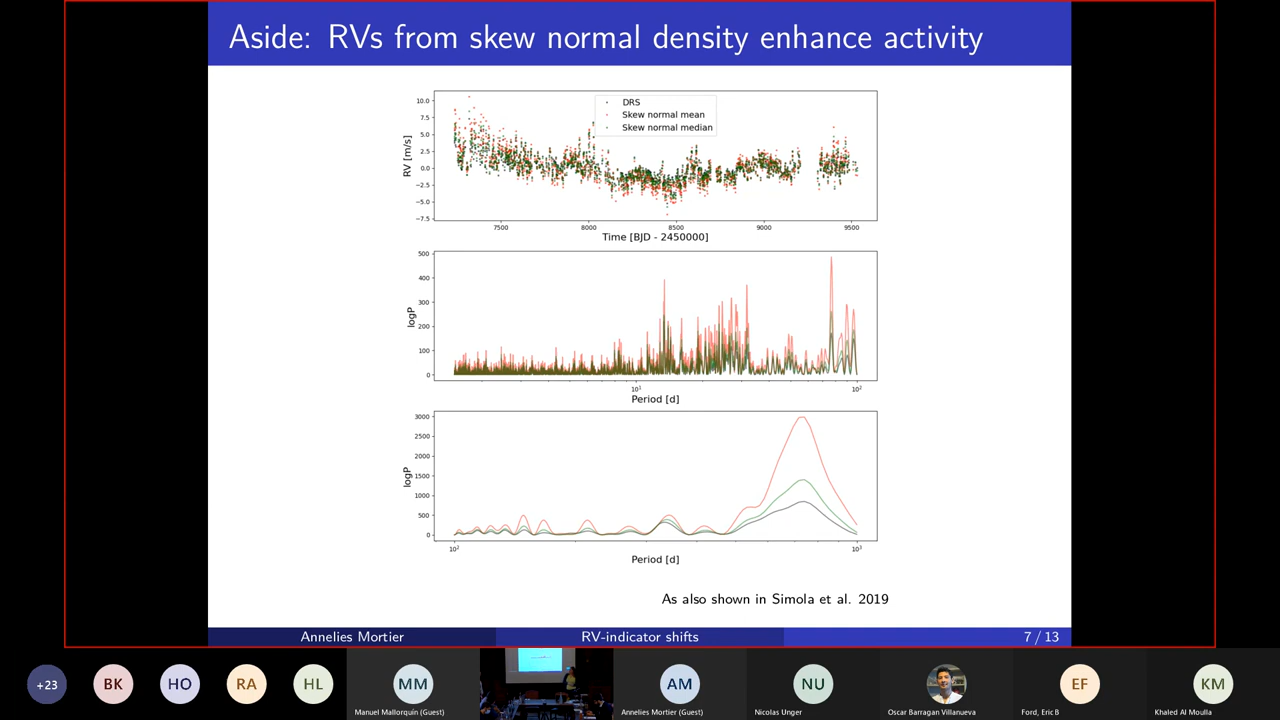 Aside: RVs from skew normal density enhance activity
DRS
Skew normal mean
Skew normal median
10.0
7.5
5.0
2.5
0.0
−2.5
−5.0
−7.5
RV [m/s]
7500
8000
8500
9000
9500
Time [BJD - 2450000]
500
400
300
200
100
0
logP
10¹
10²
Period [d]
3000
2500
2000
1500
1000
500
0
logP
10²
10³
Period [d]
As also shown in Simola et al. 2019
Annelies Mortier
RV-indicator shifts
7 / 13
+23
BK
HO
RA
HL
MM
AM
NU
EF
KM
Manuel Mallorquín (Guest)
Annelies Mortier (Guest)
Nicolas Unger
Oscar Barragan Villanueva
Ford, Eric B
Khaled Al Moulla